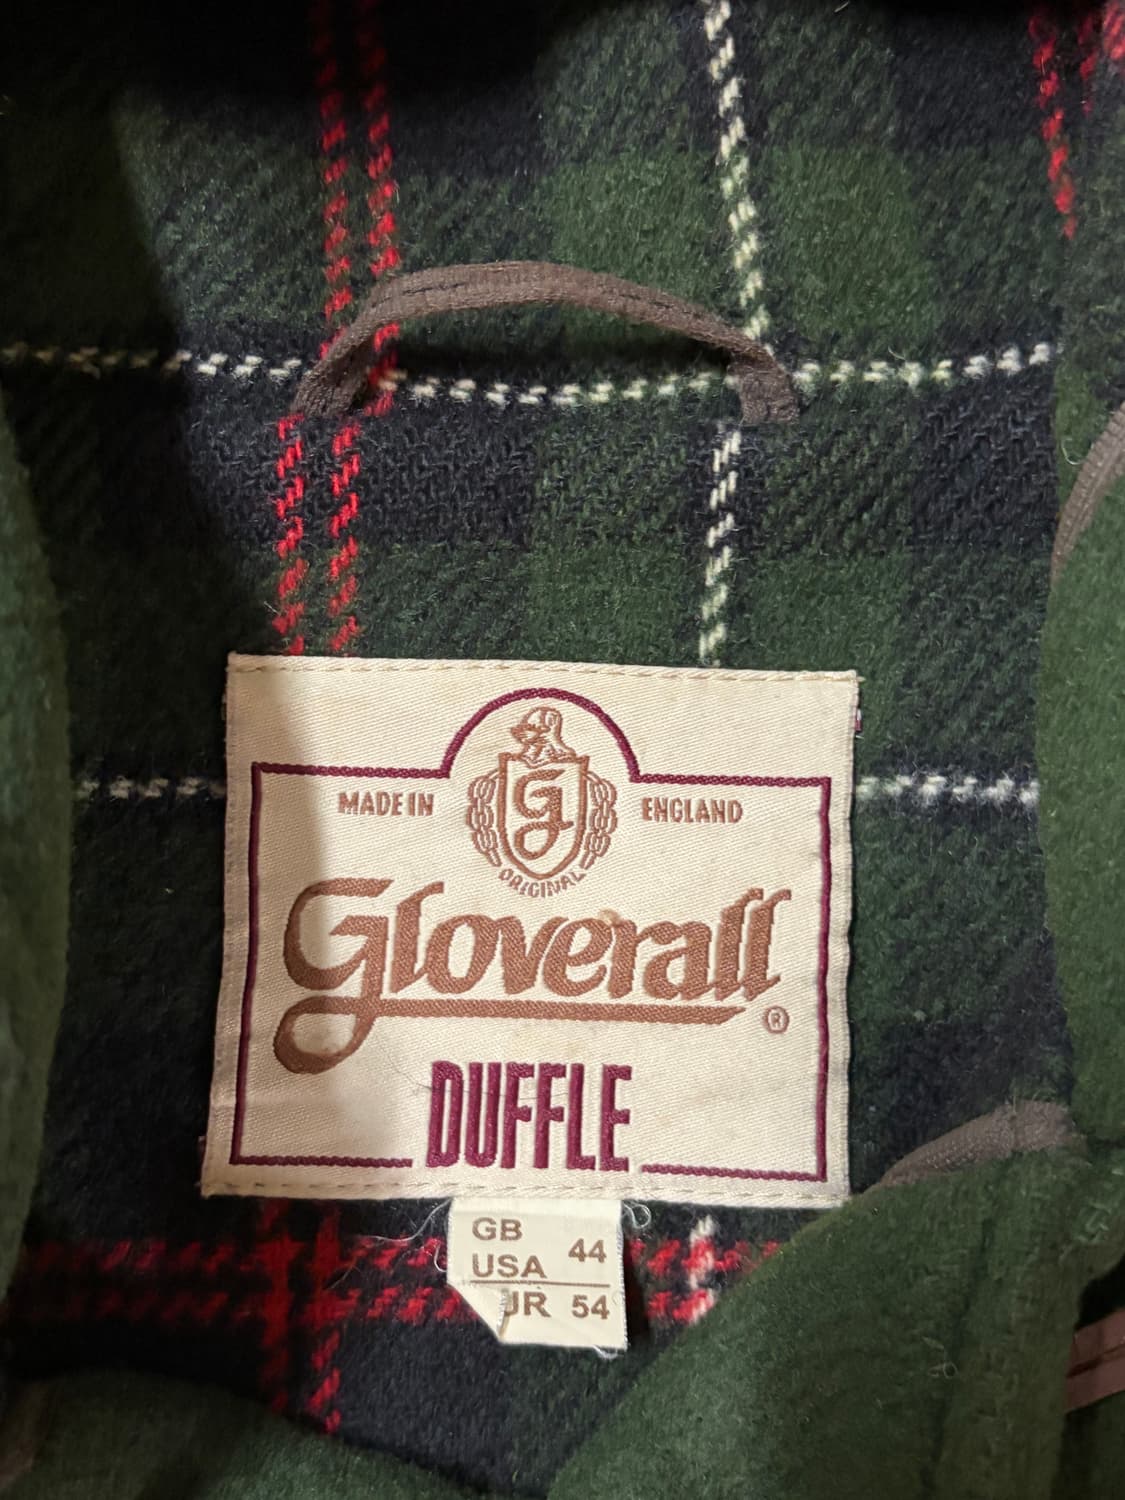 MADE IN ENGLAND
G
ORIGINAL
Gloverall ®
DUFFLE
GB
USA 44
UR 54